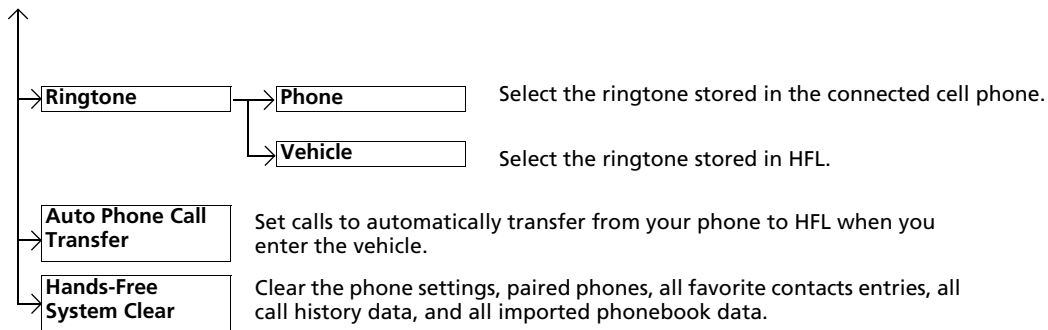 Ringtone
Phone
Select the ringtone stored in the connected cell phone.
Vehicle
Select the ringtone stored in HFL.
Auto Phone Call
Transfer
Set calls to automatically transfer from your phone to HFL when you
enter the vehicle.
Hands-Free
System Clear
Clear the phone settings, paired phones, all favorite contacts entries, all
call history data, and all imported phonebook data.